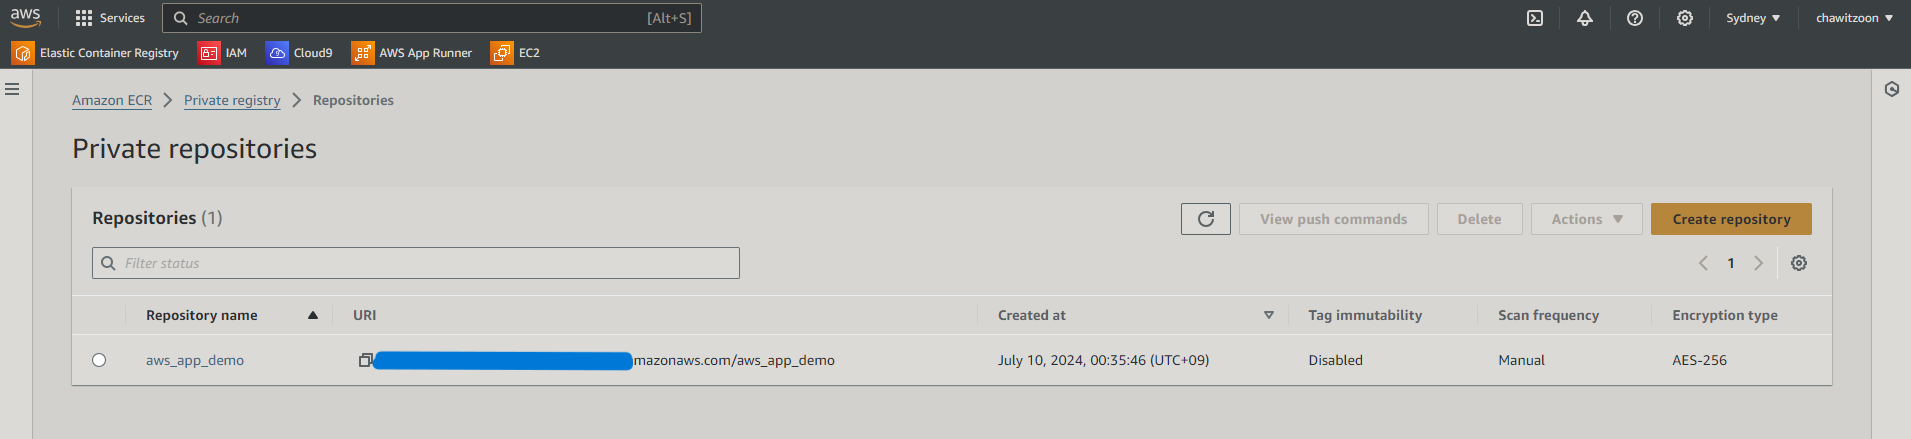 aws Services Search [Alt+S] Sydney chawitzoon
Elastic Container Registry IAM Cloud9 AWS App Runner EC2
Amazon ECR Private registry Repositories
Private repositories
Repositories (1) View push commands Delete Actions Create repository
Filter status 1
Repository name URI Created at Tag immutability Scan frequency Encryption type
aws_app_demo mazonaws.com/aws_app_demo July 10, 2024, 00:35:46 (UTC+09) Disabled Manual AES-256